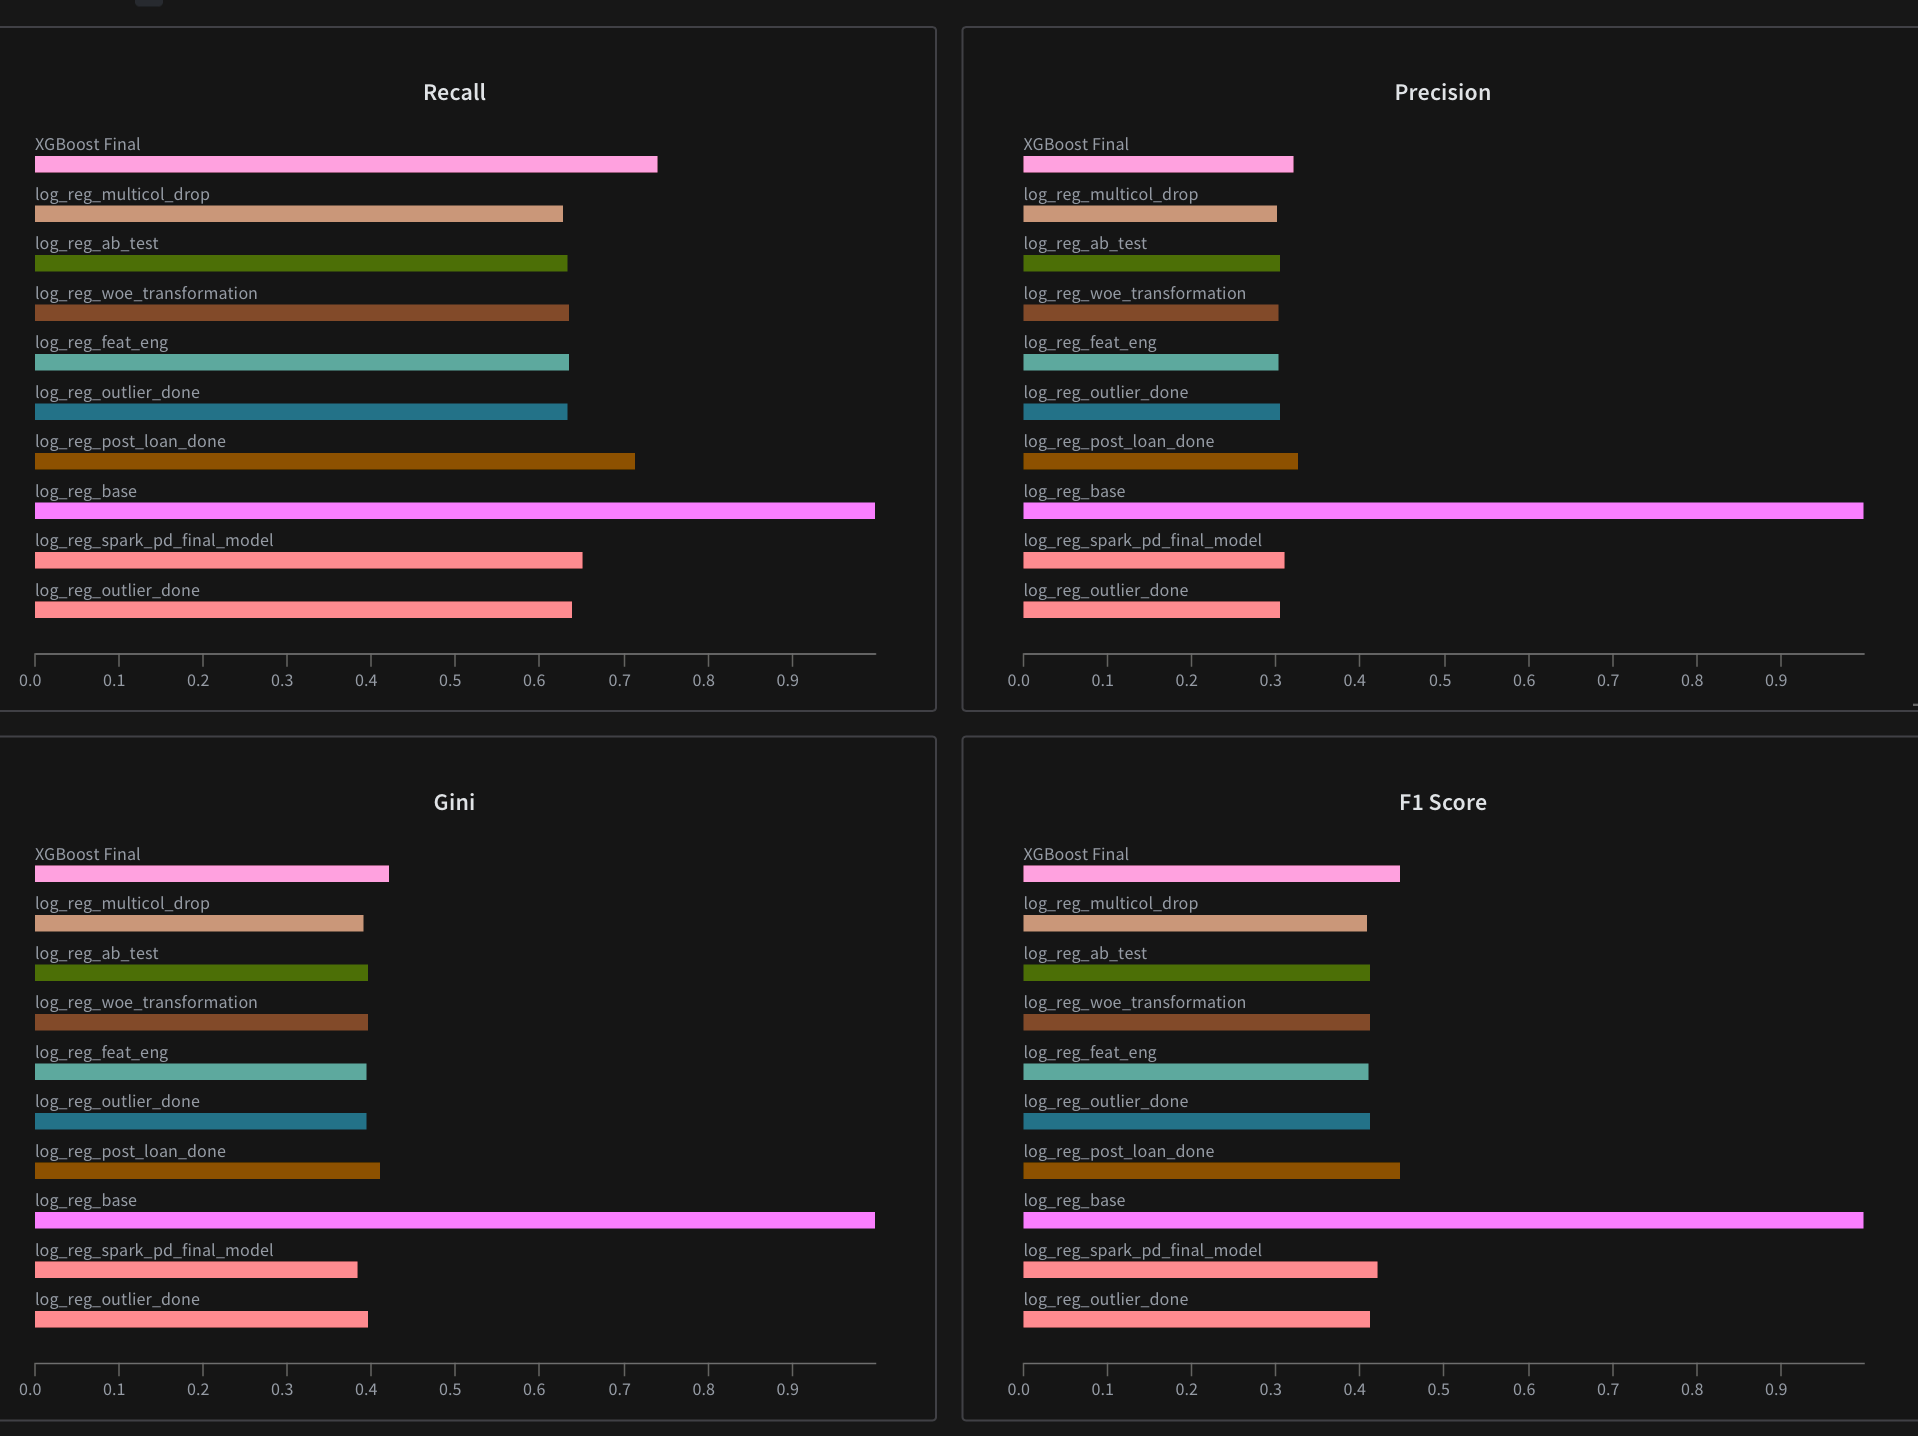 Recall
XGBoost Final
log_reg_multicol_drop
log_reg_ab_test
log_reg_woe_transformation
log_reg_feat_eng
log_reg_outlier_done
log_reg_post_loan_done
log_reg_base
log_reg_spark_pd_final_model
log_reg_outlier_done
0.0 0.1 0.2 0.3 0.4 0.5 0.6 0.7 0.8 0.9
Precision
XGBoost Final
log_reg_multicol_drop
log_reg_ab_test
log_reg_woe_transformation
log_reg_feat_eng
log_reg_outlier_done
log_reg_post_loan_done
log_reg_base
log_reg_spark_pd_final_model
log_reg_outlier_done
0.0 0.1 0.2 0.3 0.4 0.5 0.6 0.7 0.8 0.9
Gini
XGBoost Final
log_reg_multicol_drop
log_reg_ab_test
log_reg_woe_transformation
log_reg_feat_eng
log_reg_outlier_done
log_reg_post_loan_done
log_reg_base
log_reg_spark_pd_final_model
log_reg_outlier_done
0.0 0.1 0.2 0.3 0.4 0.5 0.6 0.7 0.8 0.9
F1 Score
XGBoost Final
log_reg_multicol_drop
log_reg_ab_test
log_reg_woe_transformation
log_reg_feat_eng
log_reg_outlier_done
log_reg_post_loan_done
log_reg_base
log_reg_spark_pd_final_model
log_reg_outlier_done
0.0 0.1 0.2 0.3 0.4 0.5 0.6 0.7 0.8 0.9